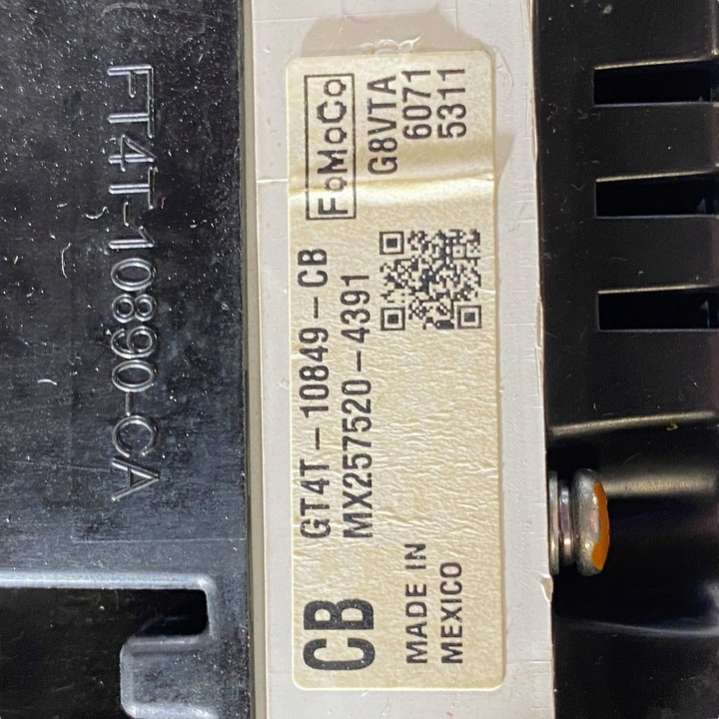 FT4T-10890-CA
CB
GT4T-10849-CB
MX257520-4391
MADE IN
MEXICO
FoMoCo
G8VTA
6071
5311